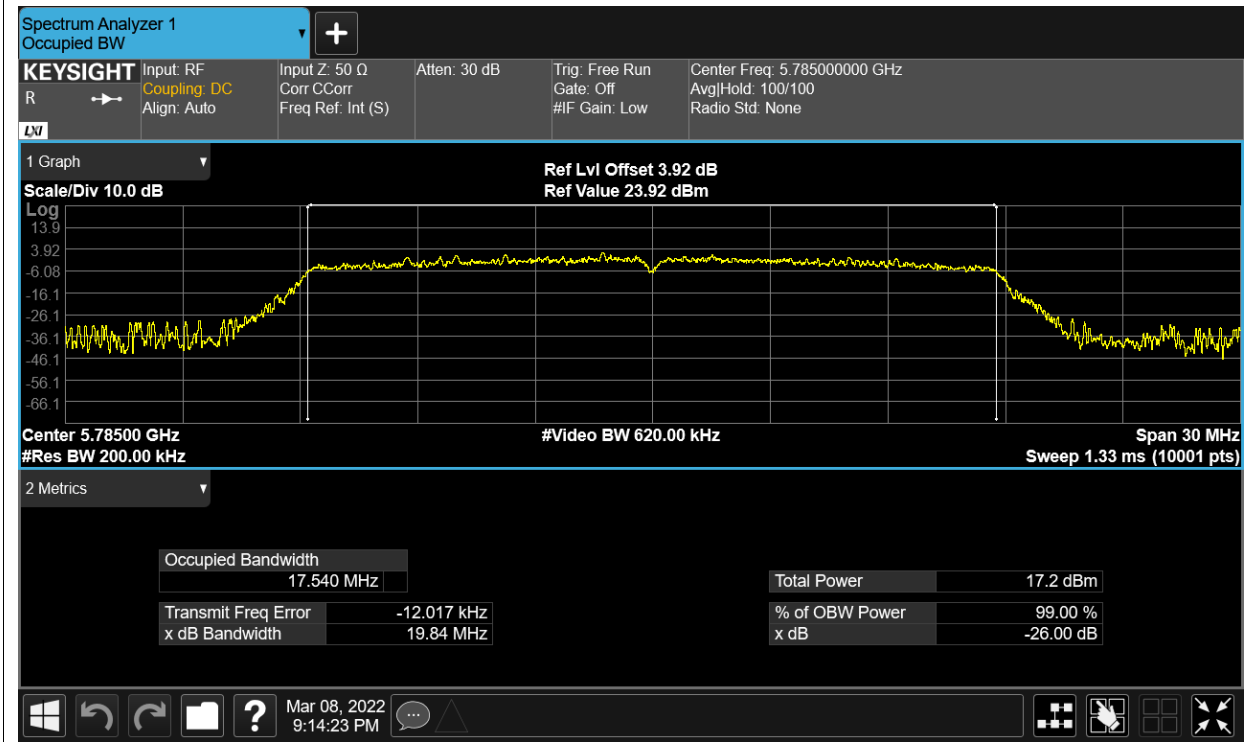 Spectrum Analyzer 1
Occupied BW
+
KEYSIGHT
R
LXI
Input: RF
Coupling: DC
Align: Auto
Input Z: 50 Ω
Corr CCorr
Freq Ref: Int (S)
Atten: 30 dB
Trig: Free Run
Gate: Off
#IF Gain: Low
Center Freq: 5.785000000 GHz
Avg|Hold: 100/100
Radio Std: None
1 Graph
Scale/Div 10.0 dB
Ref Lvl Offset 3.92 dB
Ref Value 23.92 dBm
Log
13.9
3.92
-6.08
-16.1
-26.1
-36.1
-46.1
-56.1
-66.1
Center 5.78500 GHz
#Video BW 620.00 kHz
Span 30 MHz
#Res BW 200.00 kHz
Sweep 1.33 ms (10001 pts)
2 Metrics
Occupied Bandwidth
17.540 MHz
Transmit Freq Error -12.017 kHz
x dB Bandwidth 19.84 MHz
Total Power 17.2 dBm
% of OBW Power 99.00 %
x dB -26.00 dB
?
Mar 08, 2022
9:14:23 PM